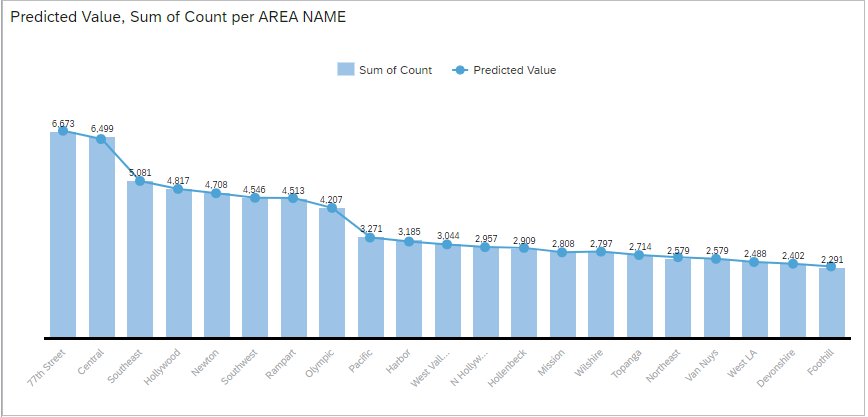 Predicted Value, Sum of Count per AREA NAME
Sum of Count
Predicted Value
6,673
6,499
5,081
4,817
4,708
4,546
4,513
4,207
3,271
3,185
3,044
2,957
2,909
2,808
2,797
2,714
2,579
2,579
2,488
2,402
2,291
77th Street
Central
Southeast
Hollywood
Newton
Southwest
Rampart
Olympic
Pacific
Harbor
West Vall...
N Hollyw...
Hollenbeck
Mission
Wilshire
Topanga
Northeast
Van Nuys
West LA
Devonshire
Foothill